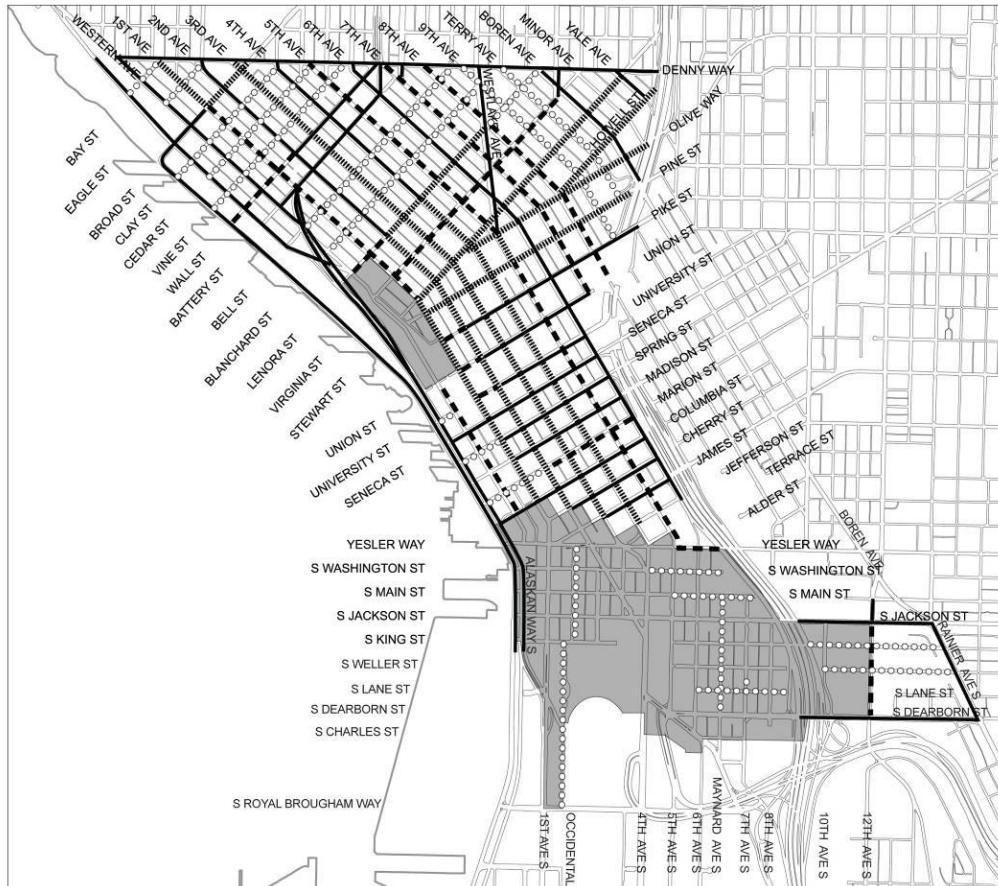 WESTERN AVE
1ST AVE
2ND AVE
3RD AVE
4TH AVE
5TH AVE
6TH AVE
7TH AVE
8TH AVE
9TH AVE
TERRY AVE
BOREN AVE
MINOR AVE
YALE AVE
DENNY WAY
WESTLAKE AVE
HOWELL ST
OLIVE WAY
PINE ST
PIKE ST
UNION ST
UNIVERSITY ST
SENECA ST
SPRING ST
MADISON ST
MARION ST
COLUMBIA ST
CHERRY ST
JAMES ST
JEFFERSON ST
TERRACE ST
ALDER ST
BOREN AVE
BAY ST
EAGLE ST
BROAD ST
CLAY ST
CEDAR ST
VINE ST
WALL ST
BATTERY ST
BELL ST
BLANCHARD ST
LENORA ST
VIRGINIA ST
STEWART ST
UNION ST
UNIVERSITY ST
SENECA ST
YESLER WAY
S WASHINGTON ST
S MAIN ST
S JACKSON ST
S KING ST
S WELLER ST
S LANE ST
S DEARBORN ST
S CHARLES ST
S ROYAL BROUGHAM WAY
ALASKAN WAY S
YESLER WAY
S WASHINGTON ST
S MAIN ST
S JACKSON ST
RAINIER AVE S
S LANE ST
S DEARBORN ST
1ST AVE S
OCCIDENTAL
4TH AVE S
5TH AVE S
6TH AVE S
MAYNARD AVE S
7TH AVE S
8TH AVE S
10TH AVE S
12TH AVE S